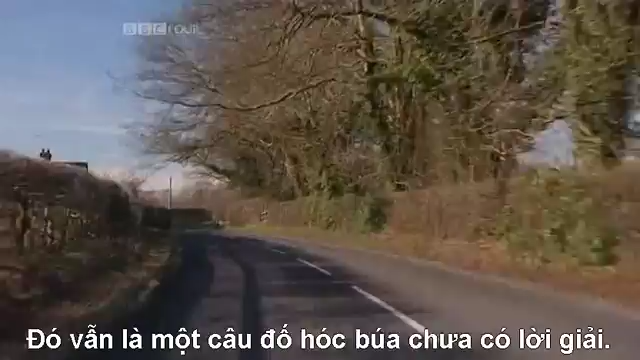 BBC FOUR
Đó vẫn là một câu đố hóc búa chưa có lời giải.